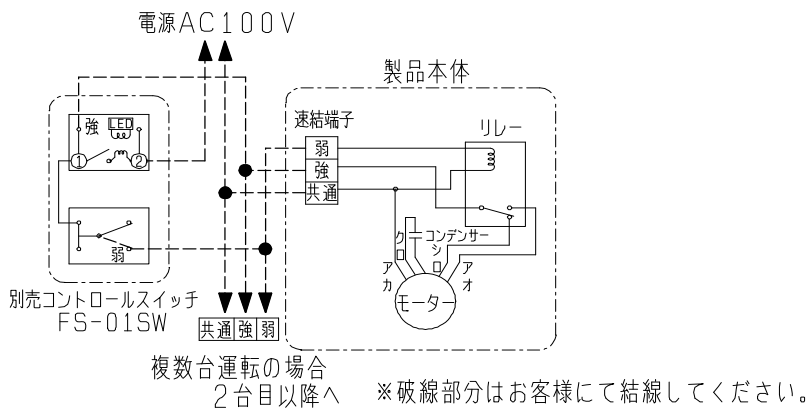 電源AC100V
製品本体
強
LED
① ②
弱
速結端子
弱
強
共通
リレー
コンデンサー
クロ
シロ
アカ
アオ
モーター
別売コントロールスイッチ
FS-01SW
共通 強 弱
複数台運転の場合
2台目以降へ
※破線部分はお客様にて結線してください。